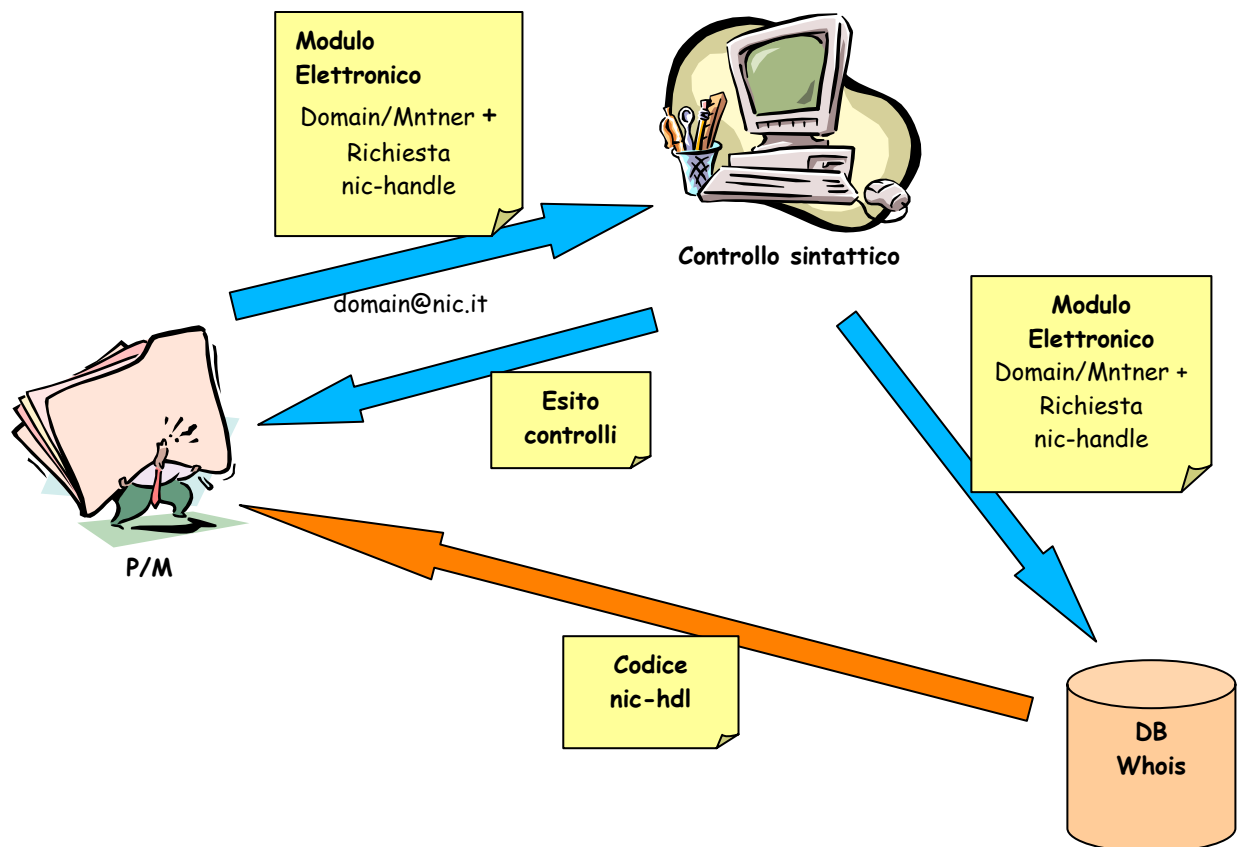 Modulo
Elettronico
Domain/Mntner +
Richiesta
nic-handle
Controllo sintattico
domain@nic.it
Modulo
Elettronico
Domain/Mntner +
Richiesta
nic-handle
Esito
controlli
P/M
Codice
nic-hdl
DB
Whois